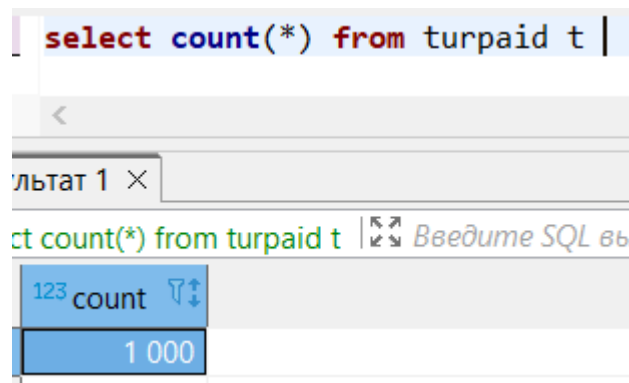 select count(*) from turpaid t
<
льтат 1 ×
ct count(*) from turpaid t Введите SQL вы
123 count
1 000